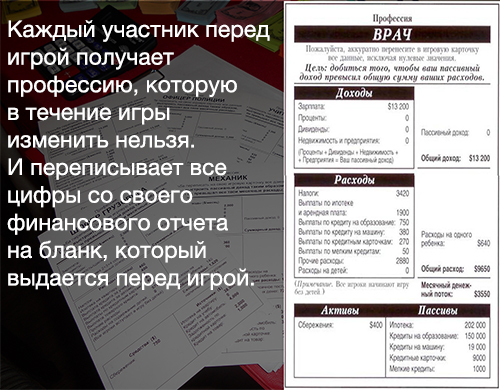 Каждый участник перед
игрой получает
профессию, которую
в течение игры
изменить нельзя.
И переписывает все
цифры со своего
финансового отчета
на бланк, который
выдается перед игрой.
ОФИЦЕР ПОЛИЦИИ
МЕХАНИК
Профессия
ВРАЧ
Пожалуйста, аккуратно перенесите в игровую карточку
все данные, исключая нулевые значения.
Цель: добиться того, чтобы ваш пассивный
доход превысил общую сумму ваших расходов.
Доходы
Зарплата: $13 200
Проценты: 0
Дивиденды: 0
Недвижимость и предприятия: 0
(Проценты + Дивиденды + Недвижимость +
+ Предприятия = Ваш пассивный доход)
Пассивный доход: 0
Общий доход: $13 200
Расходы
Налоги: 3420
Выплаты по ипотеке
и арендная плата: 1900
Выплаты по кредиту на образование: 750
Выплаты по кредиту на машину: 380
Выплаты по кредитным карточкам: 270
Выплаты по мелким кредитам: 50
Прочие расходы: 2880
Расходы на детей: 0
Расходы на одного
ребенка: $640
Общий расход: $9650
(Примечание. Все игроки начинают игру
без детей.)
Месячный денеж-
ный поток: $3550
Активы
Сбережения: $400
Пассивы
Ипотека: 202 000
Кредиты на образование: 150 000
Кредиты на машину: 19 000
Кредитные карточки: 9000
Мелкие кредиты: 1000